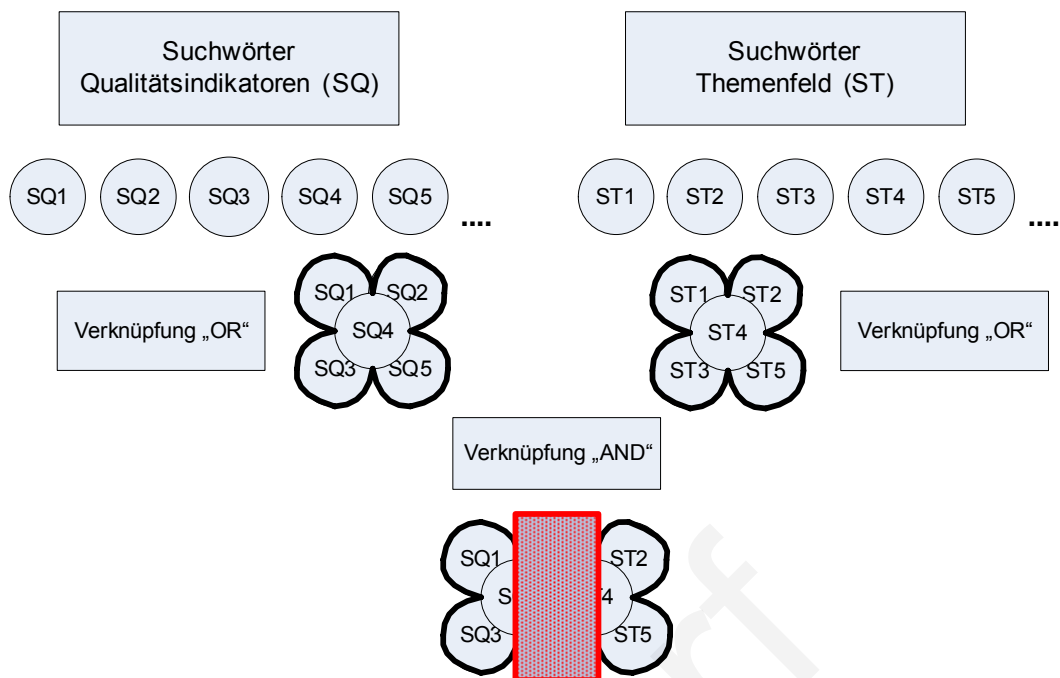 Suchwörter
Qualitätsindikatoren (SQ)
Suchwörter
Themenfeld (ST)
SQ1 SQ2 SQ3 SQ4 SQ5 ....
ST1 ST2 ST3 ST4 ST5 ....
SQ1 SQ2
SQ4
SQ3 SQ5
ST1 ST2
ST4
ST3 ST5
Verknüpfung „OR“
Verknüpfung „OR“
Verknüpfung „AND“
SQ1 ST2
SQ3 ST5